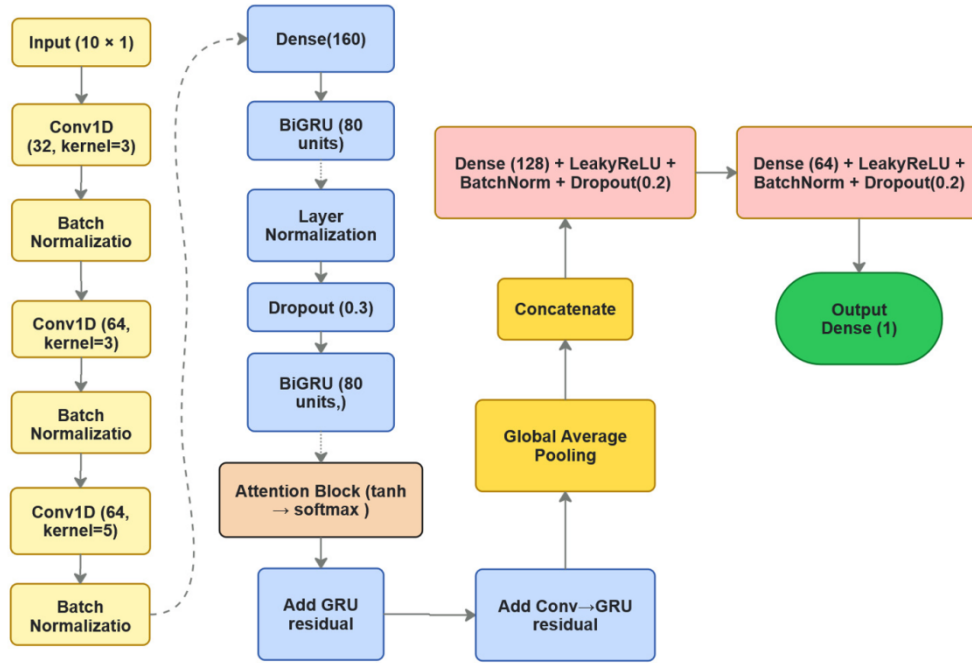 Input (10 × 1)
Conv1D
(32, kernel=3)
Batch
Normalizatio
Conv1D (64,
kernel=3)
Batch
Normalizatio
Conv1D (64,
kernel=5)
Batch
Normalizatio
Dense(160)
BiGRU (80
units)
Layer
Normalization
Dropout (0.3)
BiGRU (80
units,)
Attention Block (tanh
→ softmax )
Add GRU
residual
Add Conv→GRU
residual
Global Average
Pooling
Concatenate
Dense (128) + LeakyReLU +
BatchNorm + Dropout(0.2)
Dense (64) + LeakyReLU +
BatchNorm + Dropout(0.2)
Output
Dense (1)